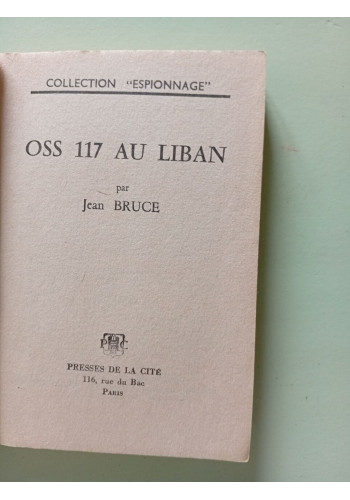 COLLECTION "ESPIONNAGE"
OSS 117 AU LIBAN
par
Jean BRUCE
P C
PRESSES DE LA CITÉ
116, rue du Bac
PARIS